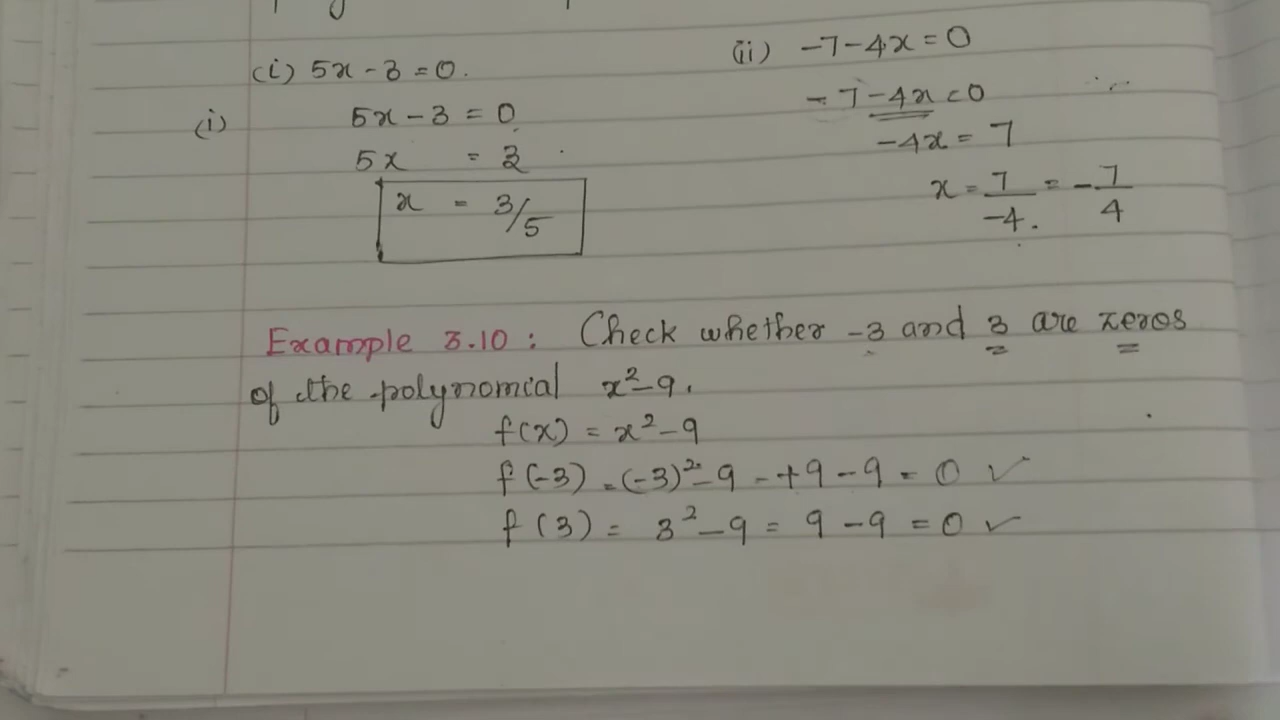 (i) 5x - 3 = 0.
(i) 5x - 3 = 0
5x = 3
x = 3/5
(ii) -7 - 4x = 0
- 7 - 4x = 0
-4x = 7
x = 7/-4 = -7/4
Example 3.10 : Check whether -3 and 3 are zeros
of the polynomial x² - 9.
f(x) = x² - 9
f(-3) = (-3)² - 9 = +9 - 9 = 0 ✓
f(3) = 3² - 9 = 9 - 9 = 0 ✓